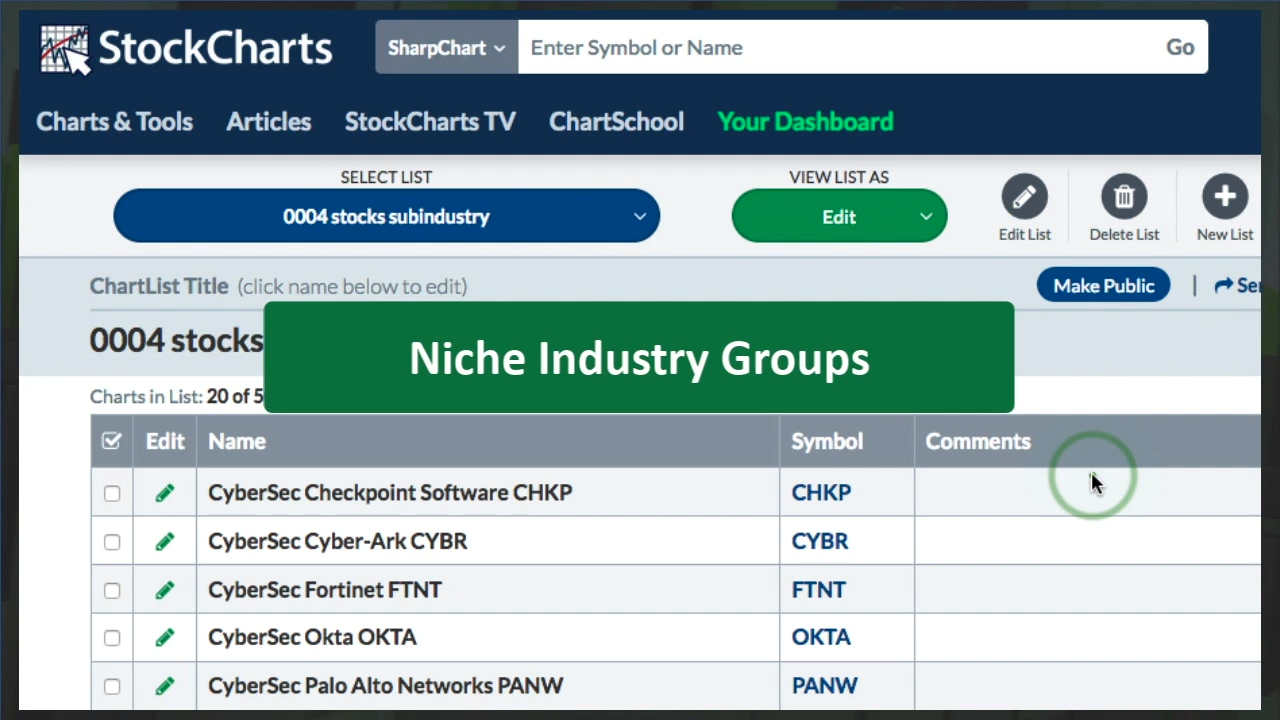 StockCharts
SharpChart
Enter Symbol or Name
Go
Charts & Tools
Articles
StockCharts TV
ChartSchool
Your Dashboard
SELECT LIST
0004 stocks subindustry
VIEW LIST AS
Edit
Edit List
Delete List
New List
ChartList Title (click name below to edit)
Make Public
|
0004 stocks
Niche Industry Groups
Charts in List: 20 of 5
Edit
Name
Symbol
Comments
CyberSec Checkpoint Software CHKP
CHKP
CyberSec Cyber-Ark CYBR
CYBR
CyberSec Fortinet FTNT
FTNT
CyberSec Okta OKTA
OKTA
CyberSec Palo Alto Networks PANW
PANW